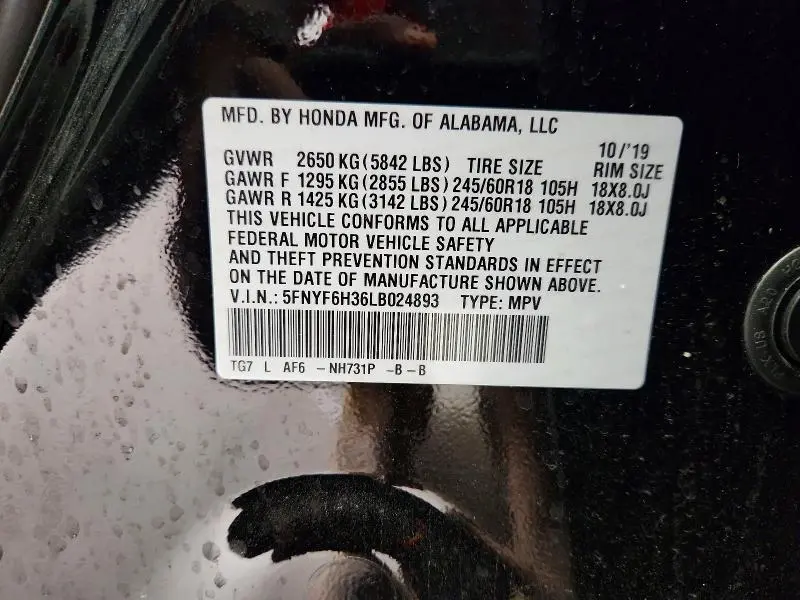 MFD. BY HONDA MFG. OF ALABAMA, LLC
10/'19
GVWR 2650 KG (5842 LBS) TIRE SIZE RIM SIZE
GAWR F 1295 KG (2855 LBS) 245/60R18 105H 18X8.0J
GAWR R 1425 KG (3142 LBS) 245/60R18 105H 18X8.0J
THIS VEHICLE CONFORMS TO ALL APPLICABLE
FEDERAL MOTOR VEHICLE SAFETY
AND THEFT PREVENTION STANDARDS IN EFFECT
ON THE DATE OF MANUFACTURE SHOWN ABOVE.
V.I.N.: 5FNYF6H36LB024893 TYPE: MPV
TG7 L AF6 - NH731P - B - B